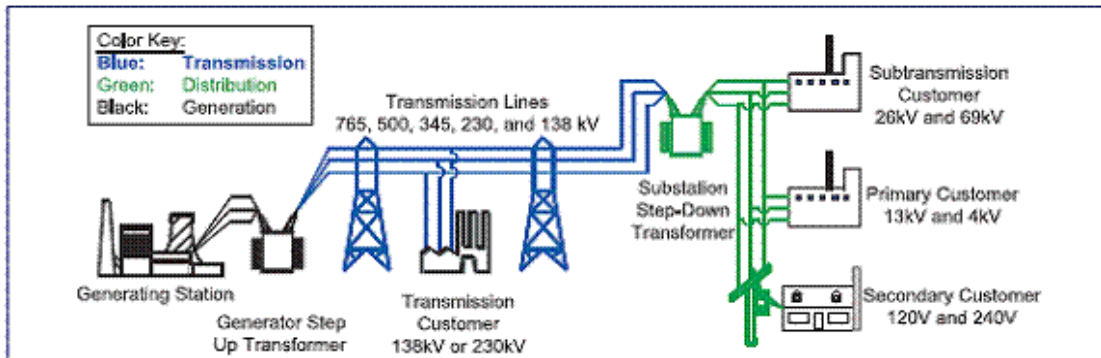 Color Key:
Blue: Transmission
Green: Distribution
Black: Generation
Transmission Lines
765, 500, 345, 230, and 138 kV
Subtransmission
Customer
26kV and 69kV
Substation
Step-Down
Transformer
Primary Customer
13kV and 4kV
Generating Station
Generator Step
Up Transformer
Transmission
Customer
138kV or 230kV
Secondary Customer
120V and 240V